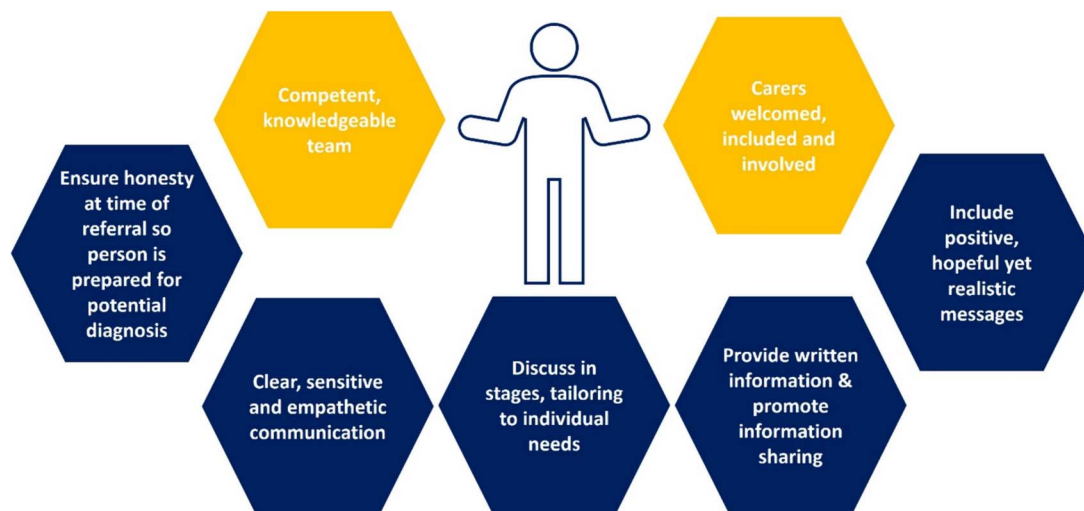 Competent,
knowledgeable
team
Carers
welcomed,
included and
involved
Ensure honesty
at time of
referral so
person is
prepared for
potential
diagnosis
Include
positive,
hopeful yet
realistic
messages
Clear, sensitive
and empathetic
communication
Discuss in
stages, tailoring
to individual
needs
Provide written
information &
promote
information
sharing